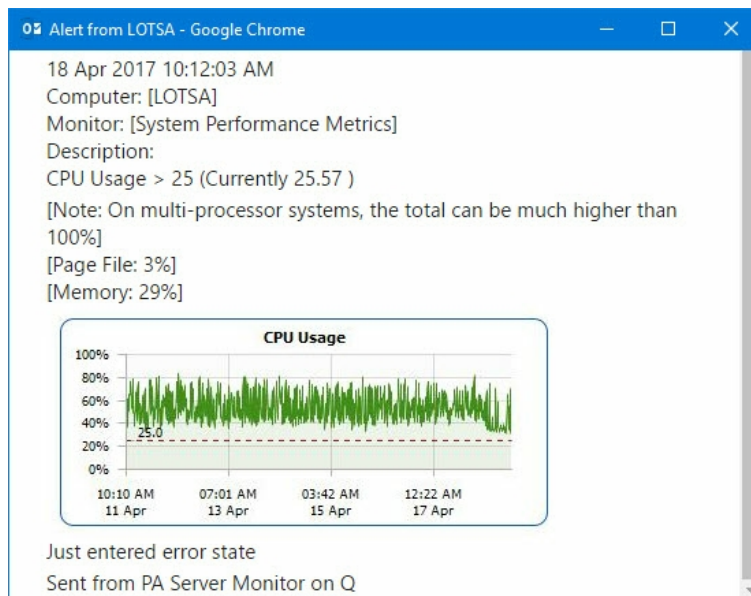 Alert from LOTSA - Google Chrome
18 Apr 2017 10:12:03 AM
Computer: [LOTSA]
Monitor: [System Performance Metrics]
Description:
CPU Usage > 25 (Currently 25.57 )
[Note: On multi-processor systems, the total can be much higher than
100%]
[Page File: 3%]
[Memory: 29%]
CPU Usage
100%
80%
60%
40%
25.0
20%
0%
10:10 AM 07:01 AM 03:42 AM 12:22 AM
11 Apr 13 Apr 15 Apr 17 Apr
Just entered error state
Sent from PA Server Monitor on Q